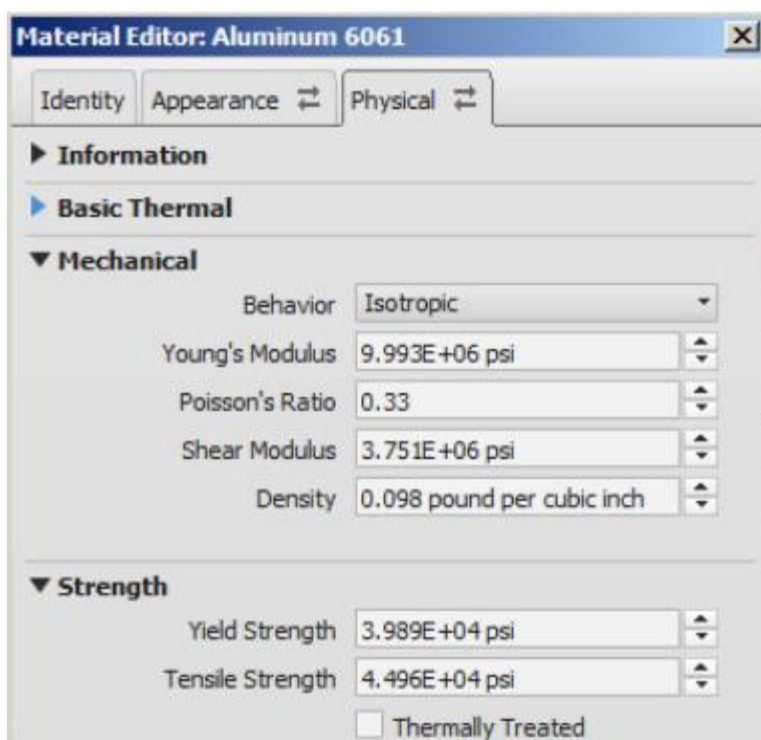 Material Editor: Aluminum 6061
Identity Appearance Physical
Information
Basic Thermal
Mechanical
Behavior Isotropic
Young's Modulus 9.993E+06 psi
Poisson's Ratio 0.33
Shear Modulus 3.751E+06 psi
Density 0.098 pound per cubic inch
Strength
Yield Strength 3.989E+04 psi
Tensile Strength 4.496E+04 psi
Thermally Treated